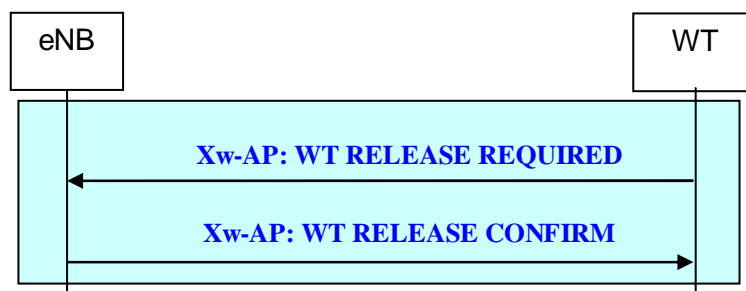 eNB
WT
Xw-AP: WT RELEASE REQUIRED
Xw-AP: WT RELEASE CONFIRM